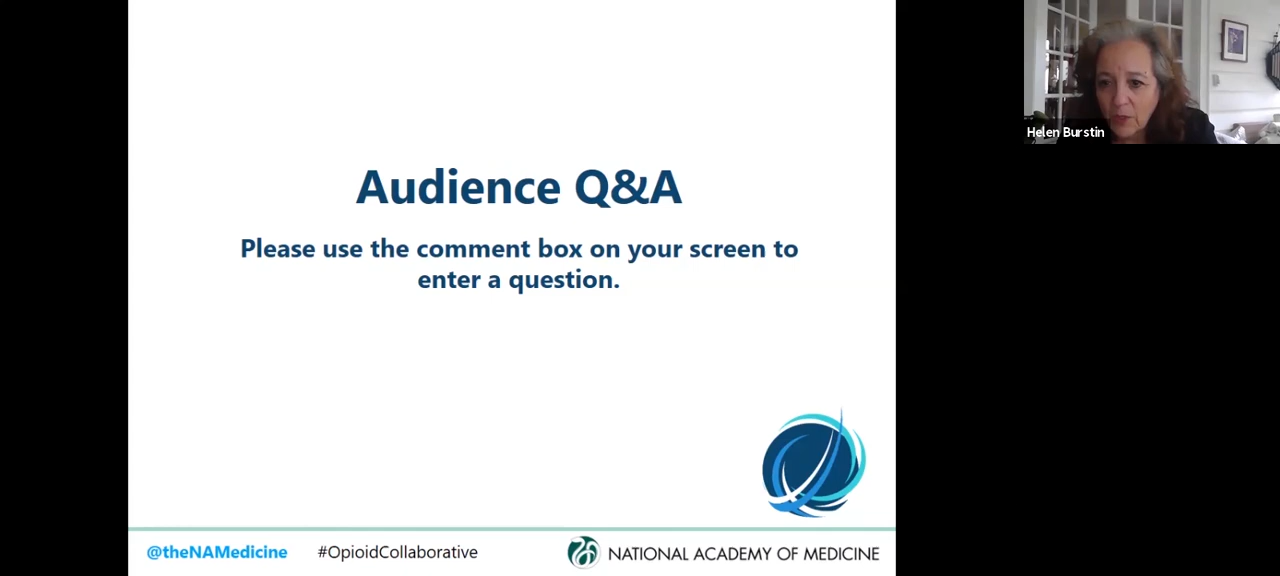 Audience Q&A
Please use the comment box on your screen to
enter a question.
@theNAMedicine #OpioidCollaborative NATIONAL ACADEMY OF MEDICINE
Helen Burstin